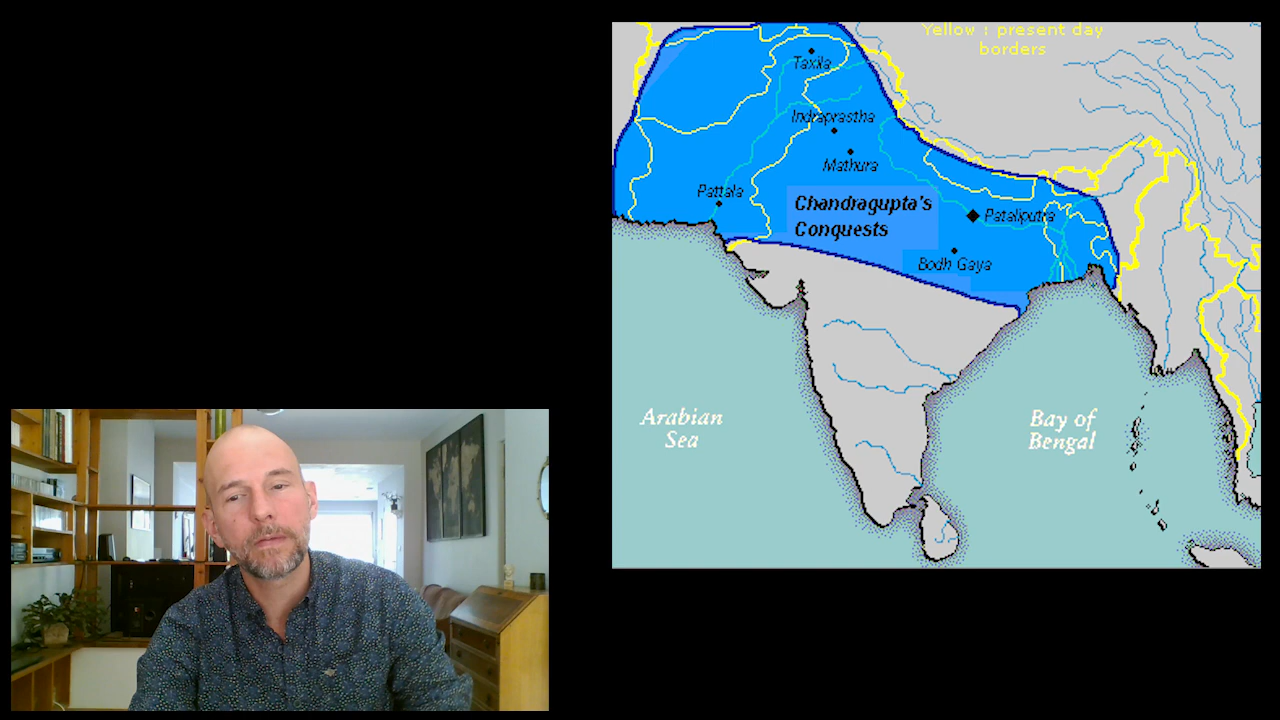 Yellow : present day
borders
Taxila
Indraprastha
Mathura
Pattala
Chandragupta's
Conquests
Pataliputra
Bodh Gaya
Arabian
Sea
Bay of
Bengal